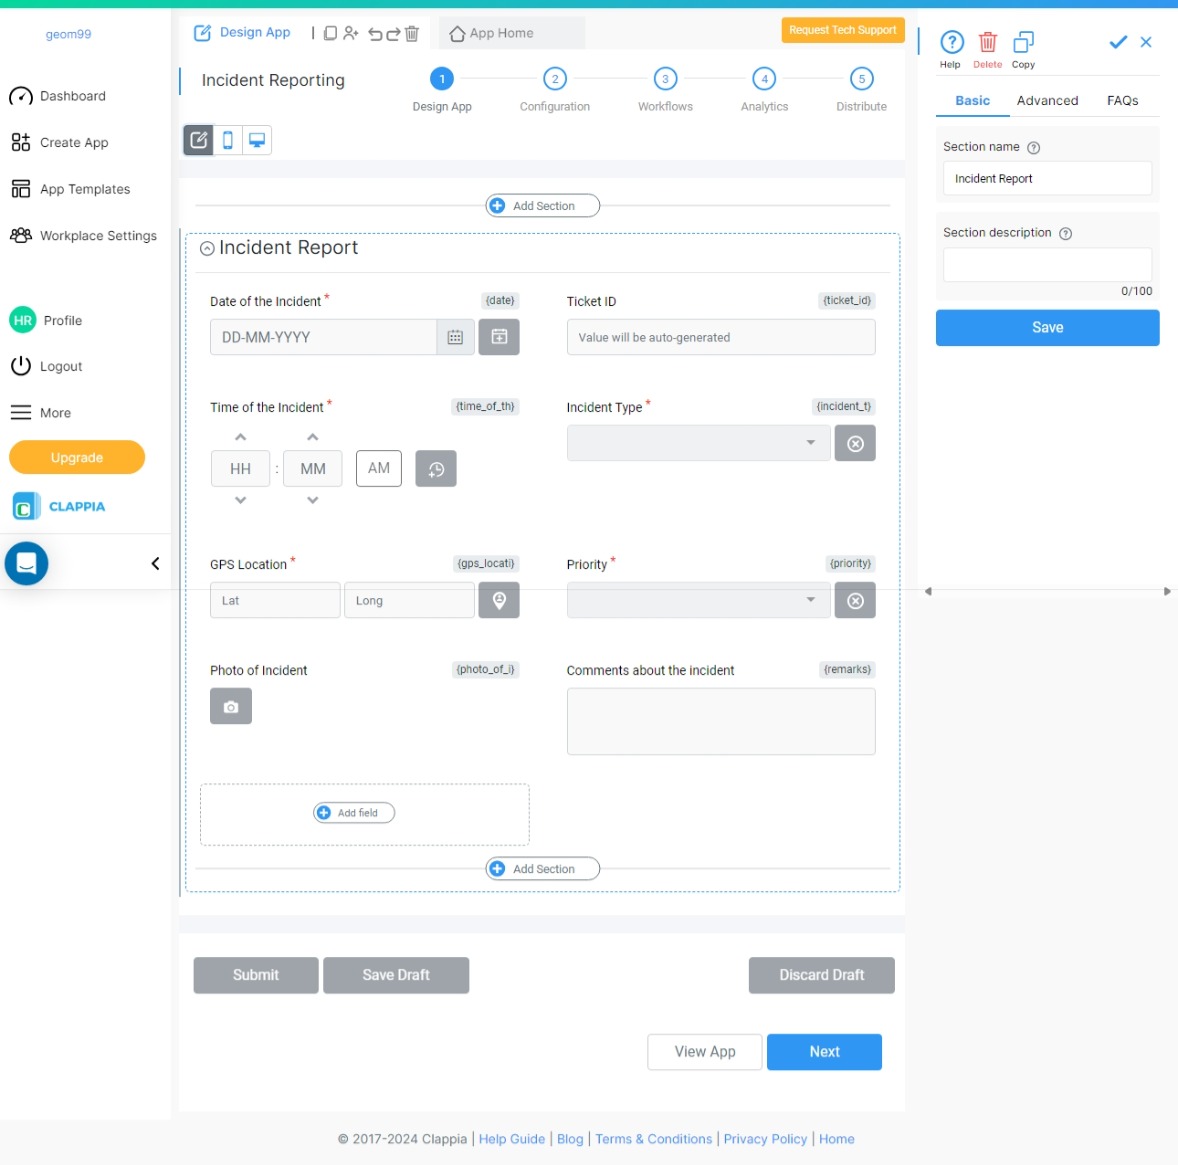 geom99
Dashboard
Create App
App Templates
Workplace Settings
HR Profile
Logout
More
Upgrade
CLAPPIA
Design App
App Home
Request Tech Support
Incident Reporting
1
2
3
4
5
Design App
Configuration
Workflows
Analytics
Distribute
Add Section
Incident Report
Date of the Incident *
{date}
DD-MM-YYYY
Ticket ID
{ticket_id}
Value will be auto-generated
Time of the Incident *
{time_of_th}
HH : MM AM
Incident Type *
{incident_t}
GPS Location *
{gps_locati}
Lat
Long
Priority *
{priority}
Photo of Incident
{photo_of_i}
Comments about the incident
{remarks}
Add field
Add Section
Submit
Save Draft
Discard Draft
View App
Next
Help
Delete
Copy
Basic
Advanced
FAQs
Section name
Incident Report
Section description
0/100
Save
© 2017-2024 Clappia | Help Guide | Blog | Terms & Conditions | Privacy Policy | Home